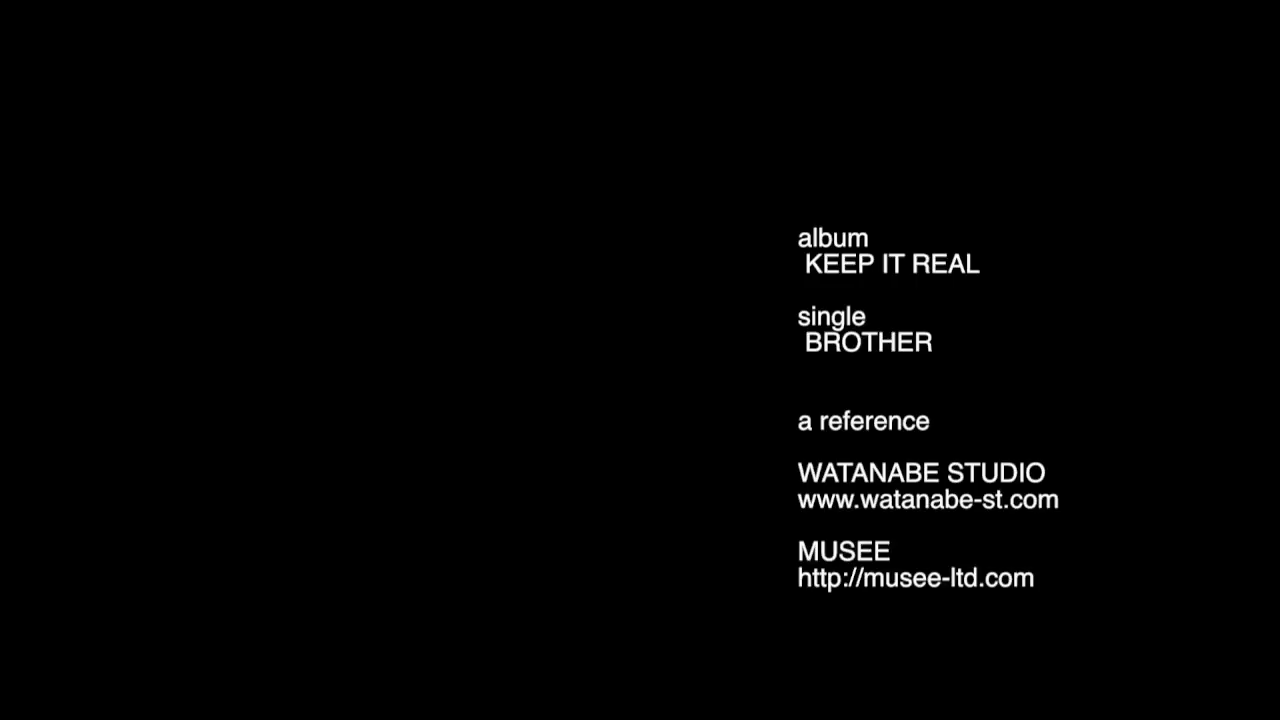 album
KEEP IT REAL
single
BROTHER
a reference
WATANABE STUDIO
www.watanabe-st.com
MUSEE
http://musee-ltd.com